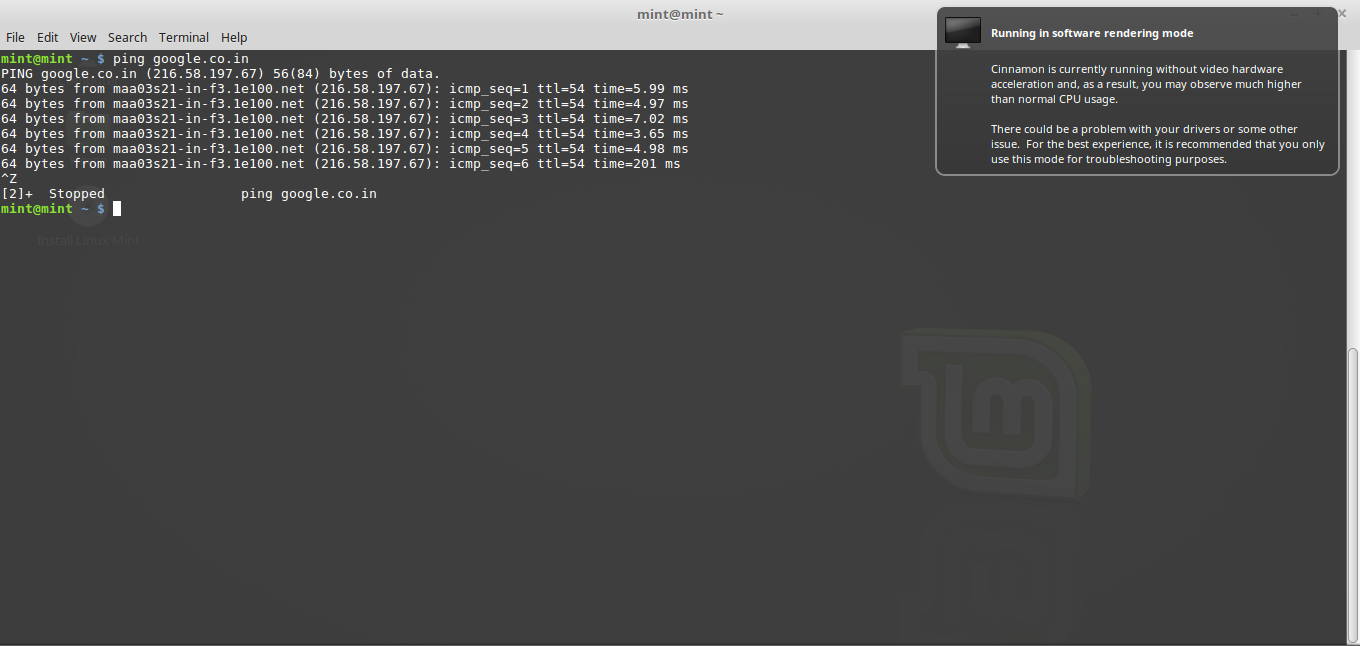 mint@mint ~
File Edit View Search Terminal Help
mint@mint ~ $ ping google.co.in
PING google.co.in (216.58.197.67) 56(84) bytes of data.
64 bytes from maa03s21-in-f3.1e100.net (216.58.197.67): icmp_seq=1 ttl=54 time=5.99 ms
64 bytes from maa03s21-in-f3.1e100.net (216.58.197.67): icmp_seq=2 ttl=54 time=4.97 ms
64 bytes from maa03s21-in-f3.1e100.net (216.58.197.67): icmp_seq=3 ttl=54 time=7.02 ms
64 bytes from maa03s21-in-f3.1e100.net (216.58.197.67): icmp_seq=4 ttl=54 time=3.65 ms
64 bytes from maa03s21-in-f3.1e100.net (216.58.197.67): icmp_seq=5 ttl=54 time=4.98 ms
64 bytes from maa03s21-in-f3.1e100.net (216.58.197.67): icmp_seq=6 ttl=54 time=201 ms
^Z
[2]+  Stopped                 ping google.co.in
mint@mint ~ $
Install Linux Mint
Running in software rendering mode
Cinnamon is currently running without video hardware
acceleration and, as a result, you may observe much higher
than normal CPU usage.
There could be a problem with your drivers or some other
issue.  For the best experience, it is recommended that you only
use this mode for troubleshooting purposes.